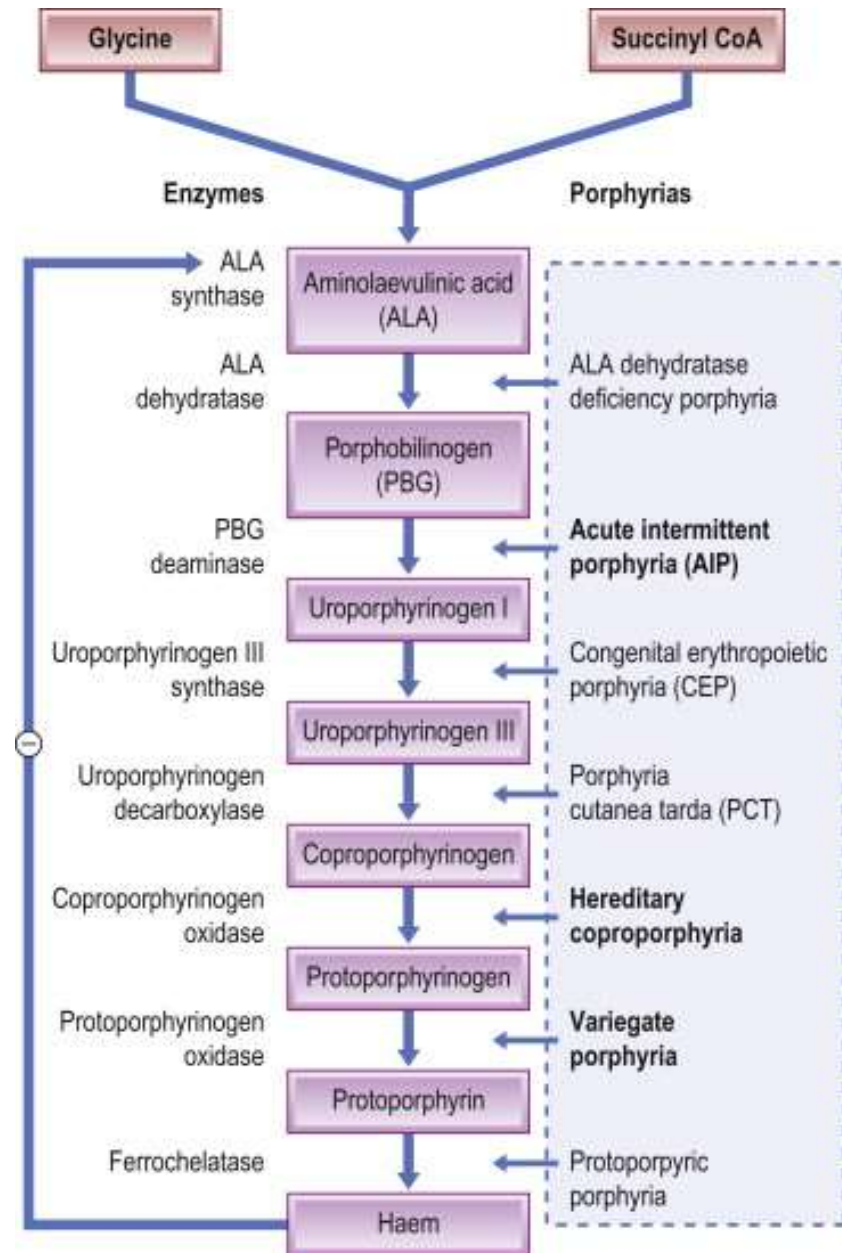 Glycine
Succinyl CoA
Enzymes
Porphyrias
ALA
synthase
Aminolaevulinic acid
(ALA)
ALA
dehydratase
ALA dehydratase
deficiency porphyria
Porphobilinogen
(PBG)
PBG
deaminase
Acute intermittent
porphyria (AIP)
Uroporphyrinogen I
Uroporphyrinogen III
synthase
Congenital erythropoietic
porphyria (CEP)
Uroporphyrinogen III
Uroporphyrinogen
decarboxylase
Porphyria
cutanea tarda (PCT)
Coproporphyrinogen
Coproporphyrinogen
oxidase
Hereditary
coproporphyria
Protoporphyrinogen
Protoporphyrinogen
oxidase
Variegate
porphyria
Protoporphyrin
Ferrochelatase
Protoporpyric
porphyria
Haem